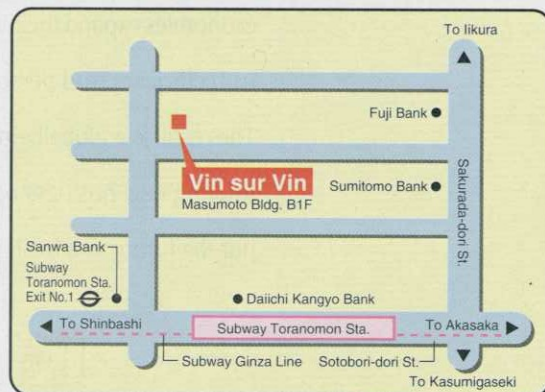 To Iikura
Fuji Bank
Vin sur Vin
Masumoto Bldg. B1F
Sumitomo Bank
Sakurada-dori St.
Sanwa Bank
Subway
Toranomon Sta.
Exit No.1
Daiichi Kangyo Bank
To Shinbashi
Subway Toranomon Sta.
To Akasaka
Subway Ginza Line
Sotobori-dori St.
To Kasumigaseki